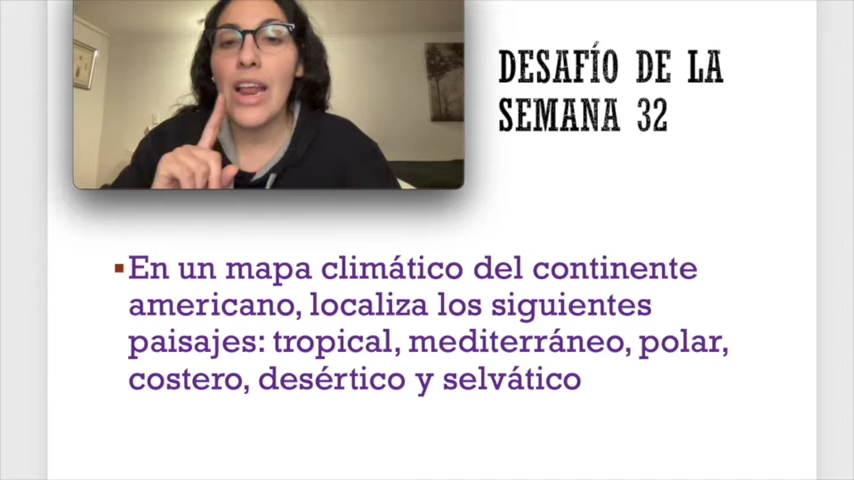 DESAFÍO DE LA
SEMANA 32
▪En un mapa climático del continente
americano, localiza los siguientes
paisajes: tropical, mediterráneo, polar,
costero, desértico y selvático